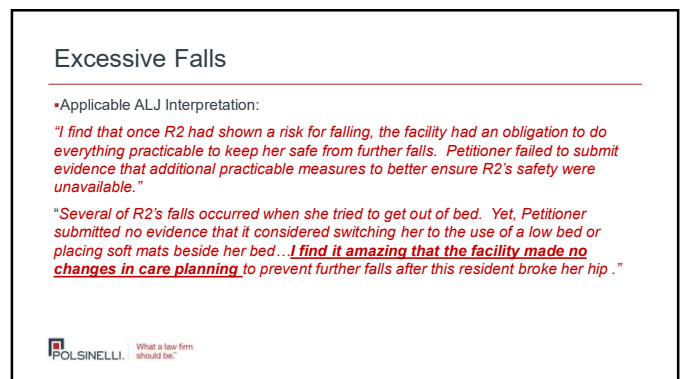 Excessive Falls
▪Applicable ALJ Interpretation:
“I find that once R2 had shown a risk for falling, the facility had an obligation to do
everything practicable to keep her safe from further falls.  Petitioner failed to submit
evidence that additional practicable measures to better ensure R2’s safety were
unavailable.”
“Several of R2’s falls occurred when she tried to get out of bed.  Yet, Petitioner
submitted no evidence that it considered switching her to the use of a low bed or
placing soft mats beside her bed…I find it amazing that the facility made no
changes in care planning to prevent further falls after this resident broke her hip .”
POLSINELLI.
What a law firm
should be.™